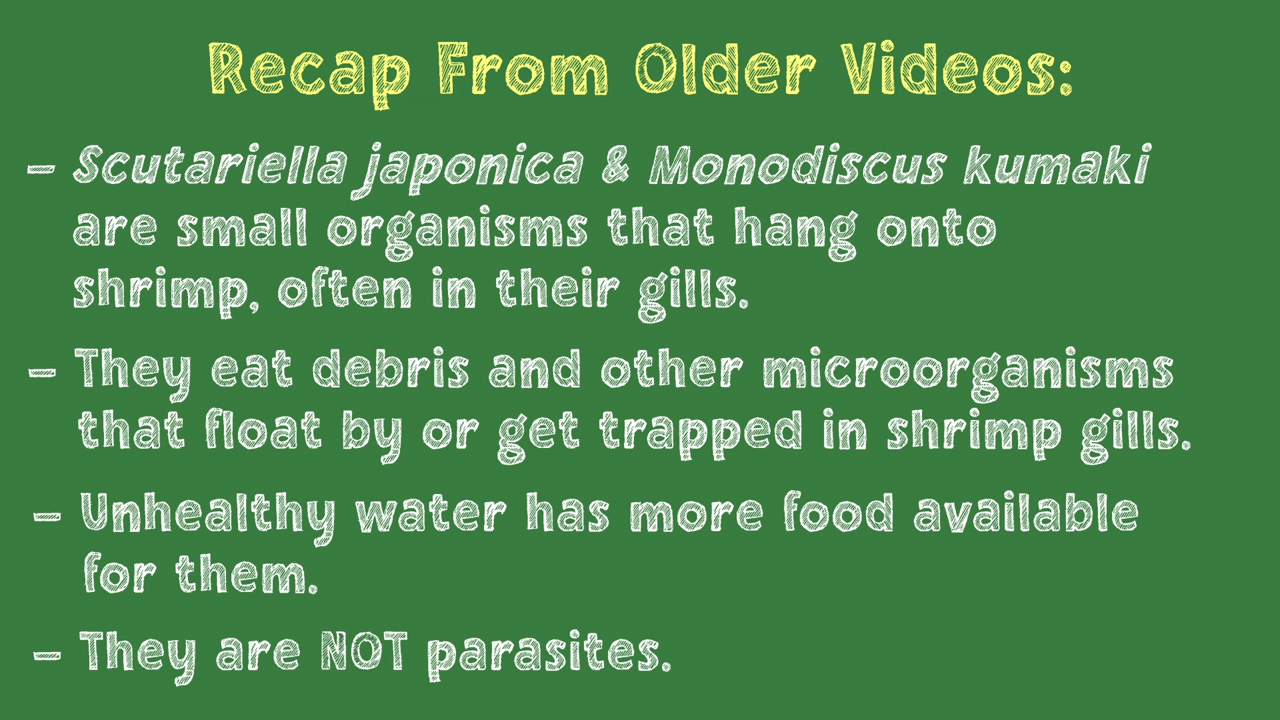 Recap From Older Videos:
– Scutariella japonica & Monodiscus kumaki
are small organisms that hang onto
shrimp, often in their gills.
– They eat debris and other microorganisms
that float by or get trapped in shrimp gills.
– Unhealthy water has more food available
for them.
– They are NOT parasites.